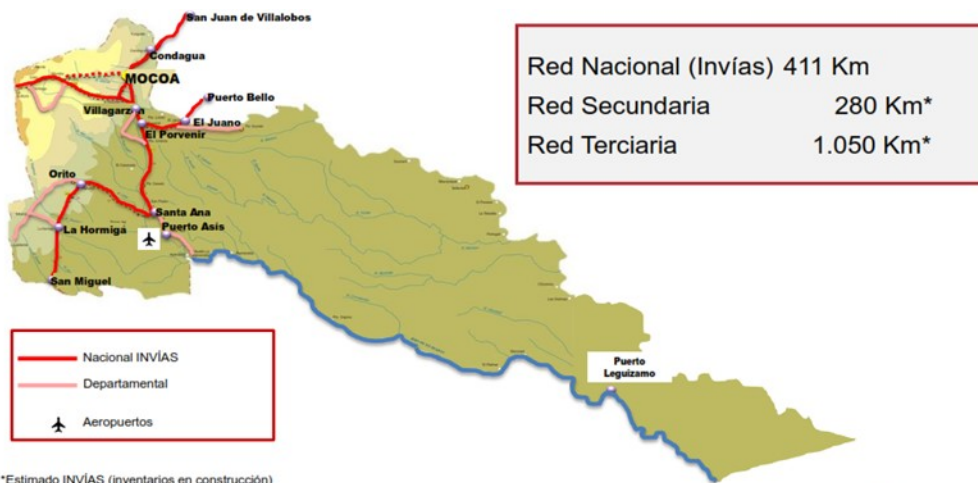 San Juan de Villalobos
Condagua
MOCOA
Puerto Bello
Villagarzón
El Juano
El Porvenir
Orito
Santa Ana
La Hormiga
Puerto Asis
San Miguel
Puerto
Leguizamo
Red Nacional (Invías) 411 Km
Red Secundaria 280 Km*
Red Terciaria 1.050 Km*
Nacional INVÍAS
Departamental
Aeropuertos
*Estimado INVÍAS (inventarios en construcción)